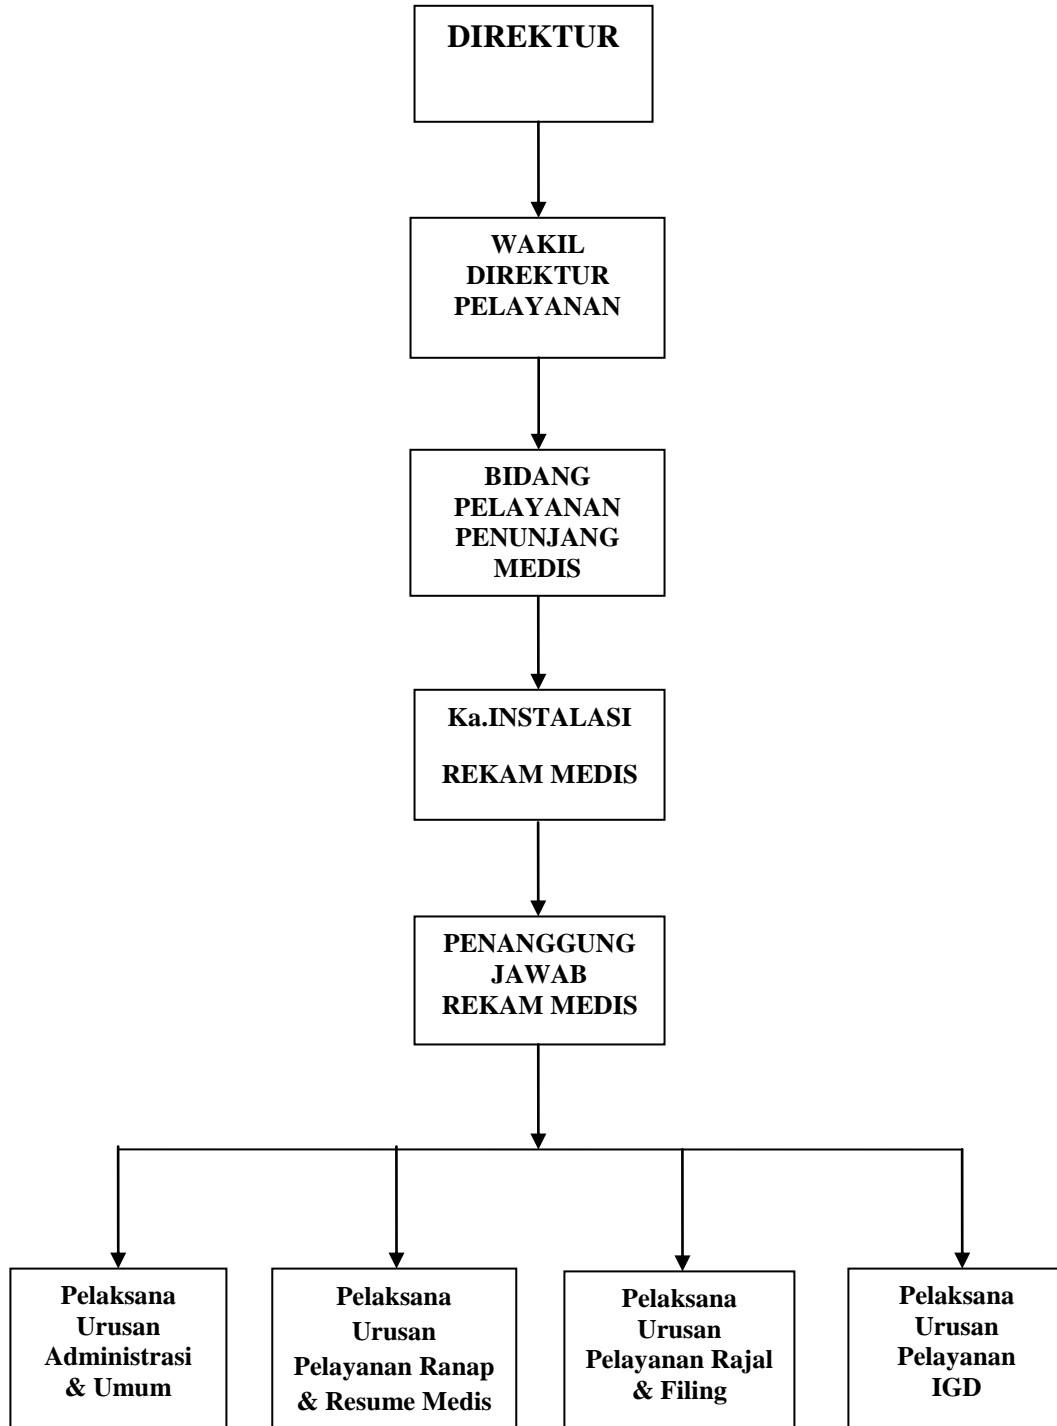 DIREKTUR
WAKIL
DIREKTUR
PELAYANAN
BIDANG
PELAYANAN
PENUNJANG
MEDIS
Ka.INSTALASI
REKAM MEDIS
PENANGGUNG
JAWAB
REKAM MEDIS
Pelaksana
Urusan
Administrasi
& Umum
Pelaksana
Urusan
Pelayanan Ranap
& Resume Medis
Pelaksana
Urusan
Pelayanan Rajal
& Filing
Pelaksana
Urusan
Pelayanan
IGD